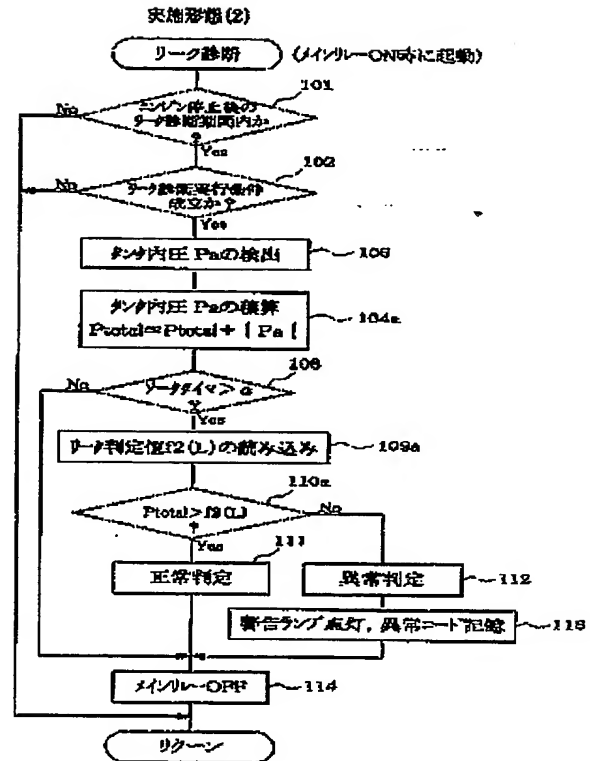 実施形態(2)
リーク診断
(メインリレーON時に起動)
101
エンジン停止後の
リーク診断期間内か
?
No
Yes
102
リーク診断実行条件
成立か?
No
Yes
タンク内圧 Paの検出
タンク内圧 Paの積算
Ptotal=Ptotal+|Pa|
104a
108
リークタイマ>α
?
No
Yes
リーク判定値f2(L)の読み込み
109a
110a
Ptotal>f2(L)
?
No
Yes
111
正常判定
異常判定
112
警告ランプ点灯,異常コード記憶
メインリレーOFF
114
リターン